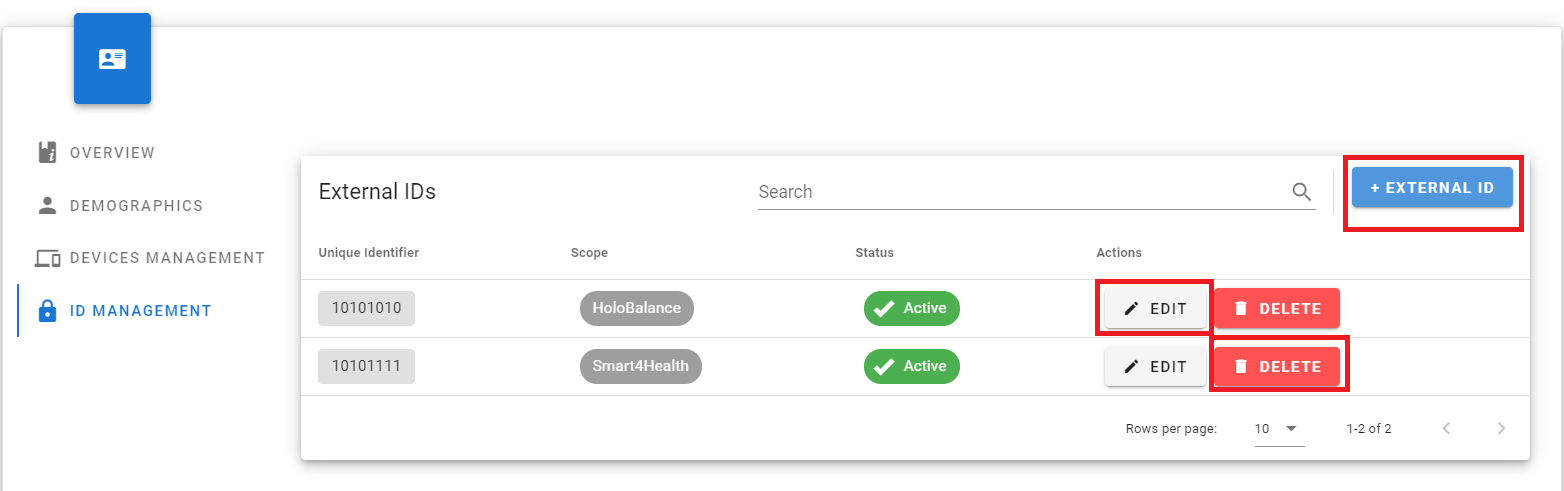 OVERVIEW
DEMOGRAPHICS
DEVICES MANAGEMENT
ID MANAGEMENT
External IDs Search + EXTERNAL ID
Unique Identifier Scope Status Actions
10101010 HoloBalance Active EDIT DELETE
10101111 Smart4Health Active EDIT DELETE
Rows per page: 10 1-2 of 2